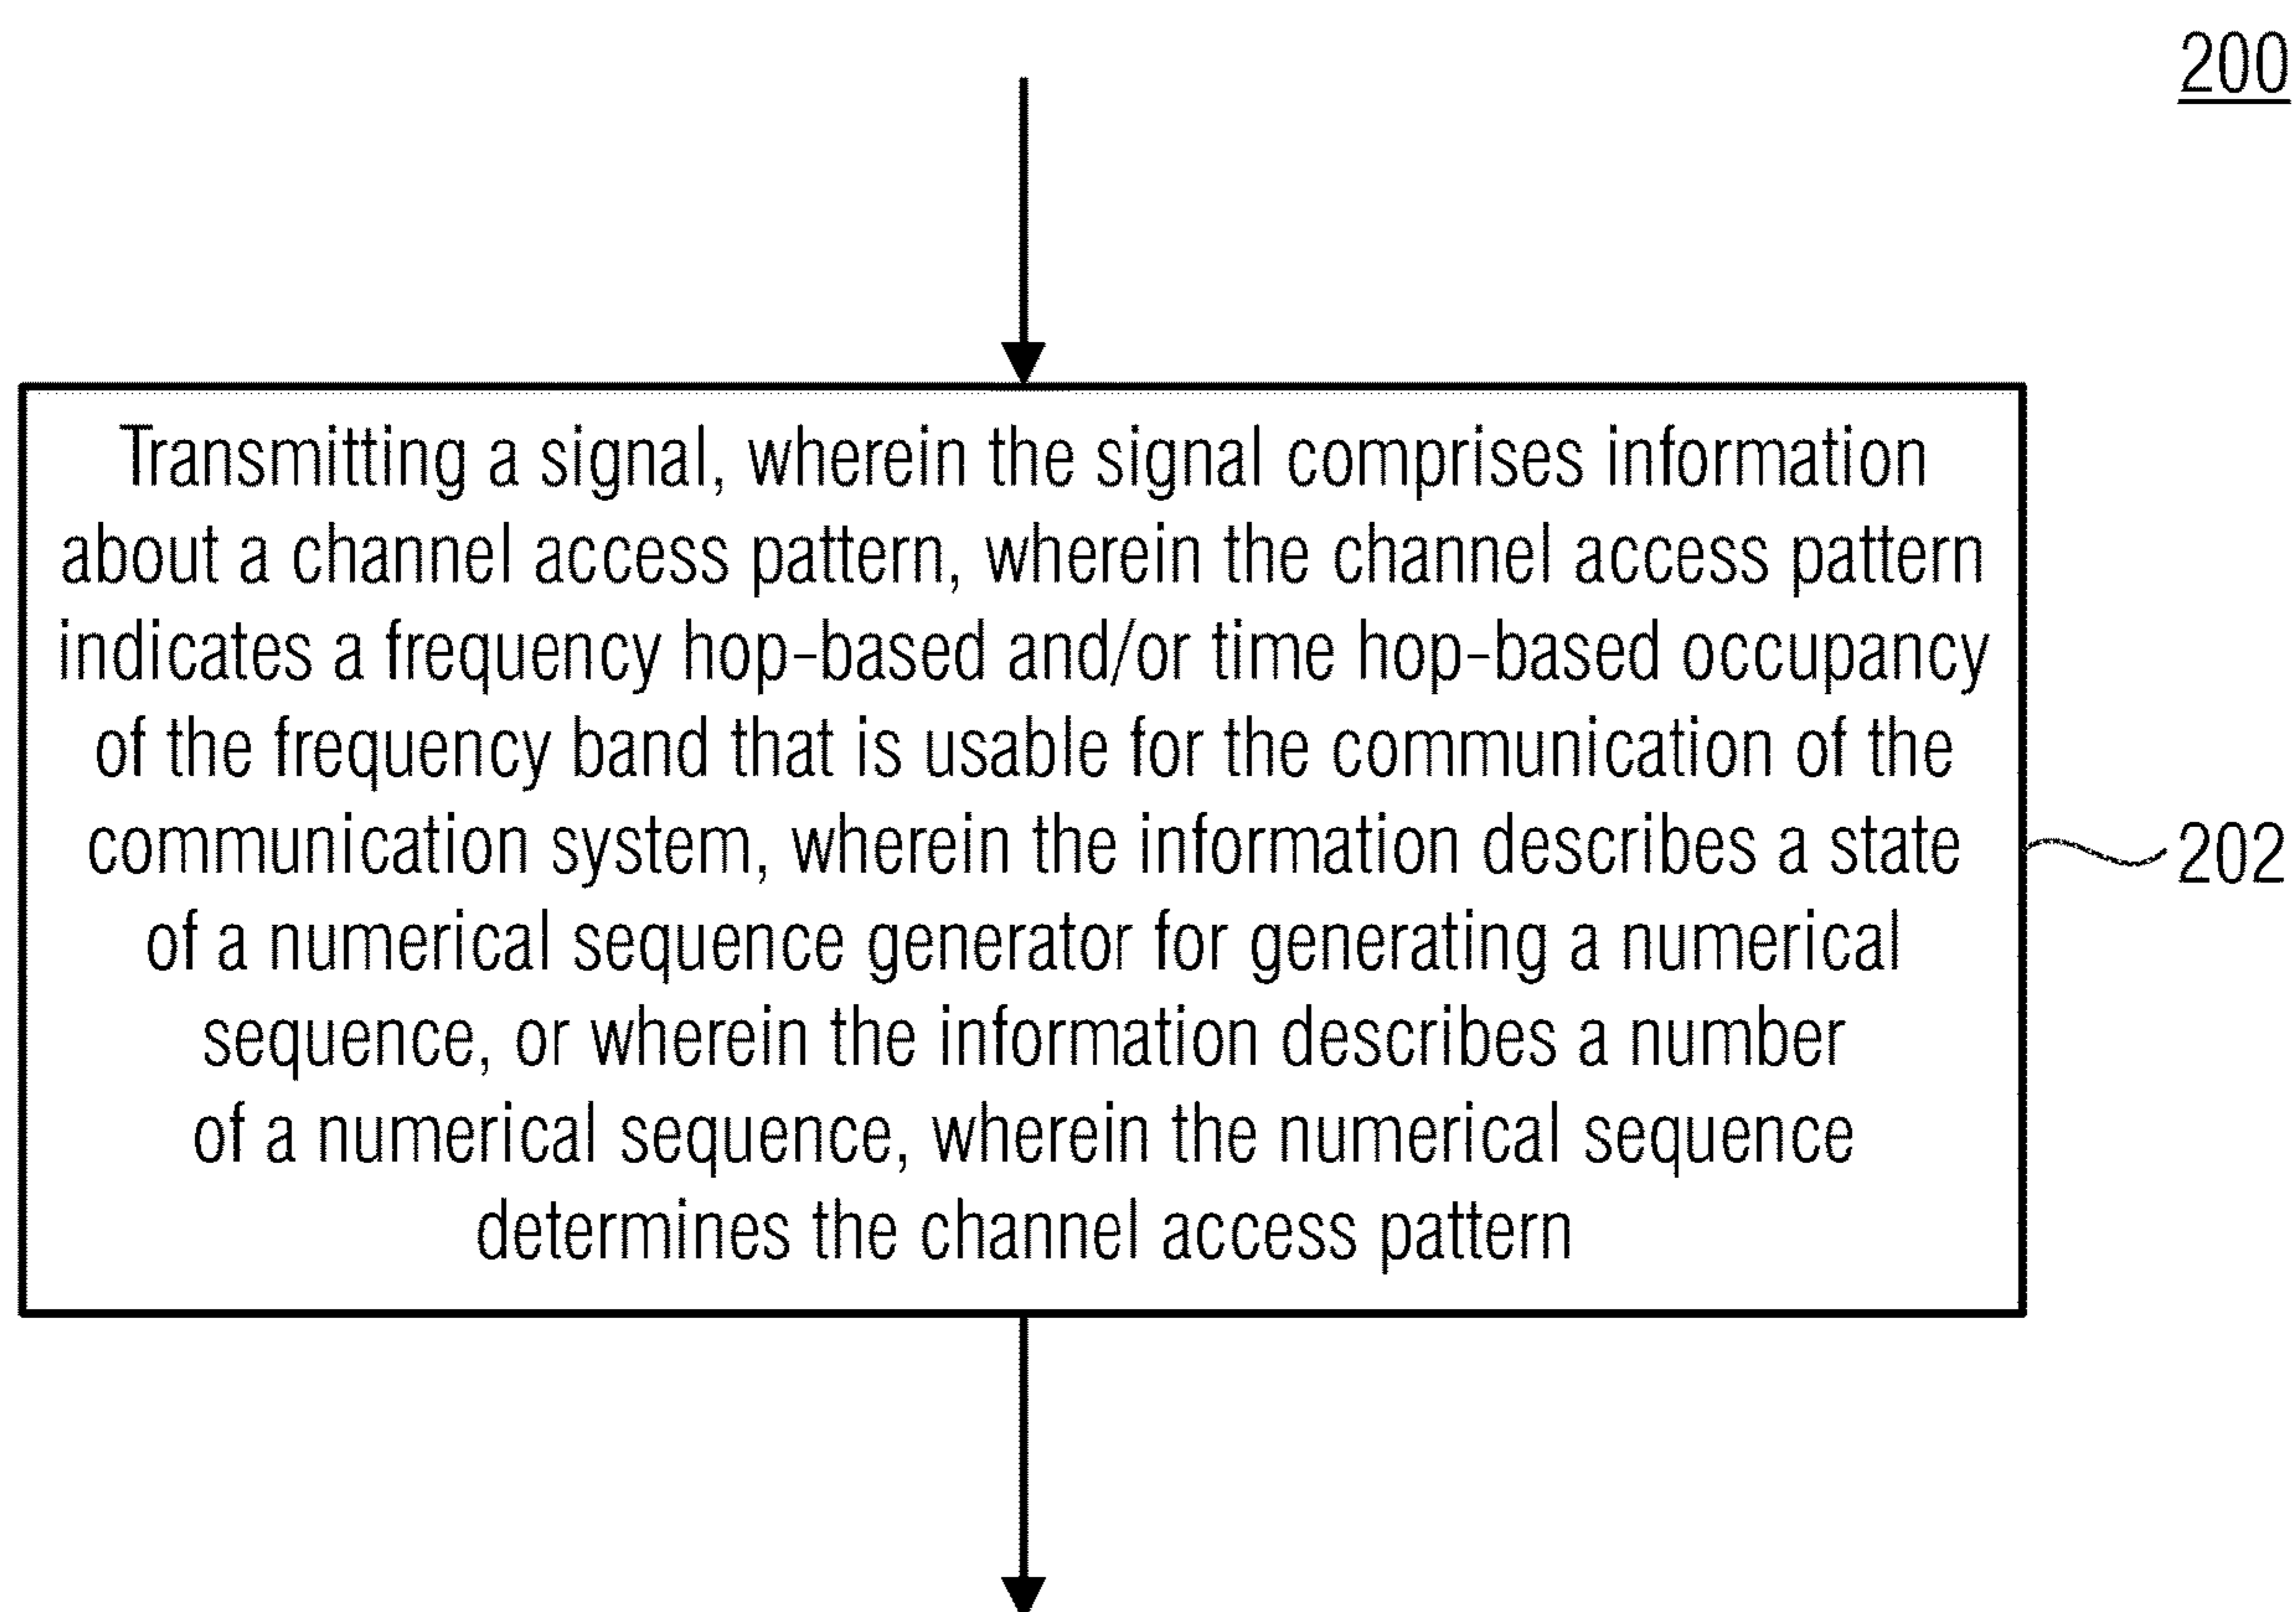 200
Transmitting a signal, wherein the signal comprises information
about a channel access pattern, wherein the channel access pattern
indicates a frequency hop-based and/or time hop-based occupancy
of the frequency band that is usable for the communication of the
communication system, wherein the information describes a state
of a numerical sequence generator for generating a numerical
sequence, or wherein the information describes a number
of a numerical sequence, wherein the numerical sequence
determines the channel access pattern
202